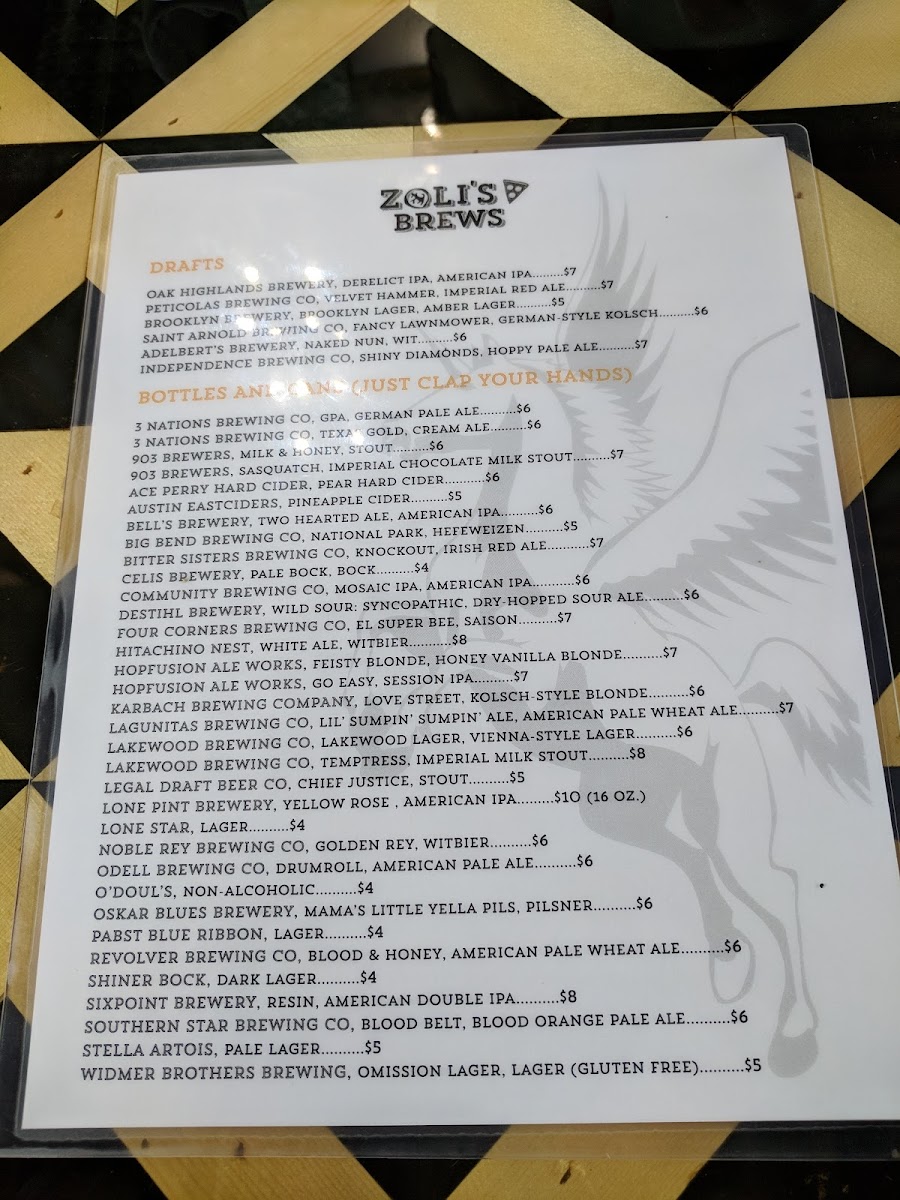 ZOLI'S
BREWS
DRAFTS
OAK HIGHLANDS BREWERY, DERELICT IPA, AMERICAN IPA.........$7
PETICOLAS BREWING CO, VELVET HAMMER, IMPERIAL RED ALE..........$7
BROOKLYN BREWERY, BROOKLYN LAGER, AMBER LAGER..........$5
SAINT ARNOLD BREWING CO, FANCY LAWNMOWER, GERMAN-STYLE KOLSCH..........$6
ADELBERT'S BREWERY, NAKED NUN, WIT..........$6
INDEPENDENCE BREWING CO, SHINY DIAMONDS, HOPPY PALE ALE..........$7
BOTTLES AND CANS (JUST CLAP YOUR HANDS)
3 NATIONS BREWING CO, GPA, GERMAN PALE ALE..........$6
3 NATIONS BREWING CO, TEXAS GOLD, CREAM ALE..........$6
903 BREWERS, MILK & HONEY, STOUT..........$6
903 BREWERS, SASQUATCH, IMPERIAL CHOCOLATE MILK STOUT..........$7
ACE PERRY HARD CIDER, PEAR HARD CIDER...........$6
AUSTIN EASTCIDERS, PINEAPPLE CIDER..........$5
BELL'S BREWERY, TWO HEARTED ALE, AMERICAN IPA..........$6
BIG BEND BREWING CO, NATIONAL PARK, HEFEWEIZEN..........$5
BITTER SISTERS BREWING CO, KNOCKOUT, IRISH RED ALE...........$7
CELIS BREWERY, PALE BOCK, BOCK..........$4
COMMUNITY BREWING CO, MOSAIC IPA, AMERICAN IPA...........$6
DESTIHL BREWERY, WILD SOUR: SYNCOPATHIC, DRY-HOPPED SOUR ALE..........$6
FOUR CORNERS BREWING CO, EL SUPER BEE, SAISON..........$7
HITACHINO NEST, WHITE ALE, WITBIER...........$8
HOPFUSION ALE WORKS, FEISTY BLONDE, HONEY VANILLA BLONDE..........$7
HOPFUSION ALE WORKS, GO EASY, SESSION IPA..........$7
KARBACH BREWING COMPANY, LOVE STREET, KOLSCH-STYLE BLONDE..........$6
LAGUNITAS BREWING CO, LIL' SUMPIN' SUMPIN' ALE, AMERICAN PALE WHEAT ALE..........$7
LAKEWOOD BREWING CO, LAKEWOOD LAGER, VIENNA-STYLE LAGER..........$6
LAKEWOOD BREWING CO, TEMPTRESS, IMPERIAL MILK STOUT..........$8
LEGAL DRAFT BEER CO, CHIEF JUSTICE, STOUT..........$5
LONE PINT BREWERY, YELLOW ROSE , AMERICAN IPA.........$10 (16 OZ.)
LONE STAR, LAGER..........$4
NOBLE REY BREWING CO, GOLDEN REY, WITBIER..........$6
ODELL BREWING CO, DRUMROLL, AMERICAN PALE ALE..........$6
O'DOUL'S, NON-ALCOHOLIC..........$4
OSKAR BLUES BREWERY, MAMA'S LITTLE YELLA PILS, PILSNER..........$6
PABST BLUE RIBBON, LAGER..........$4
REVOLVER BREWING CO, BLOOD & HONEY, AMERICAN PALE WHEAT ALE..........$6
SHINER BOCK, DARK LAGER..........$4
SIXPOINT BREWERY, RESIN, AMERICAN DOUBLE IPA..........$8
SOUTHERN STAR BREWING CO, BLOOD BELT, BLOOD ORANGE PALE ALE..........$6
STELLA ARTOIS, PALE LAGER..........$5
WIDMER BROTHERS BREWING, OMISSION LAGER, LAGER (GLUTEN FREE)..........$5